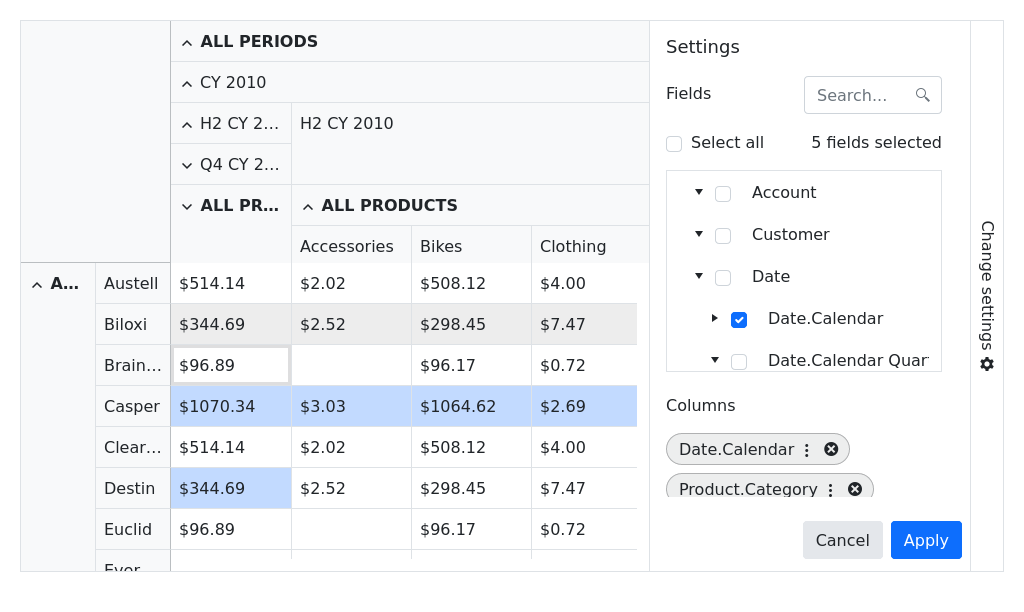 ALL PERIODS
CY 2010
H2 CY 2... H2 CY 2010
Q4 CY 2...
ALL PR... ALL PRODUCTS
Accessories Bikes Clothing
A... Austell $514.14 $2.02 $508.12 $4.00
Biloxi $344.69 $2.52 $298.45 $7.47
Brain... $96.89 $96.17 $0.72
Casper $1070.34 $3.03 $1064.62 $2.69
Clear... $514.14 $2.02 $508.12 $4.00
Destin $344.69 $2.52 $298.45 $7.47
Euclid $96.89 $96.17 $0.72
Settings
Fields Search...
Select all 5 fields selected
Account
Customer
Date
Date.Calendar
Date.Calendar Quar
Columns
Date.Calendar
Product.Category
Cancel Apply
Change settings